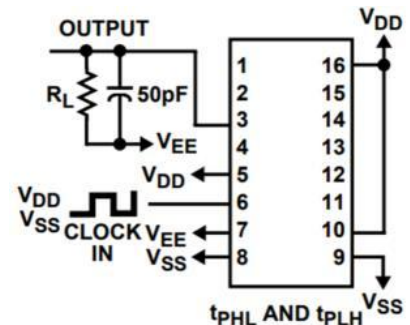 OUTPUT
V_DD
R_L
50pF
V_EE
V_DD
V_DD
V_SS
CLOCK
IN
V_EE
V_SS
1 16
2 15
3 14
4 13
5 12
6 11
7 10
8 9
V_SS
t_PHL AND t_PLH